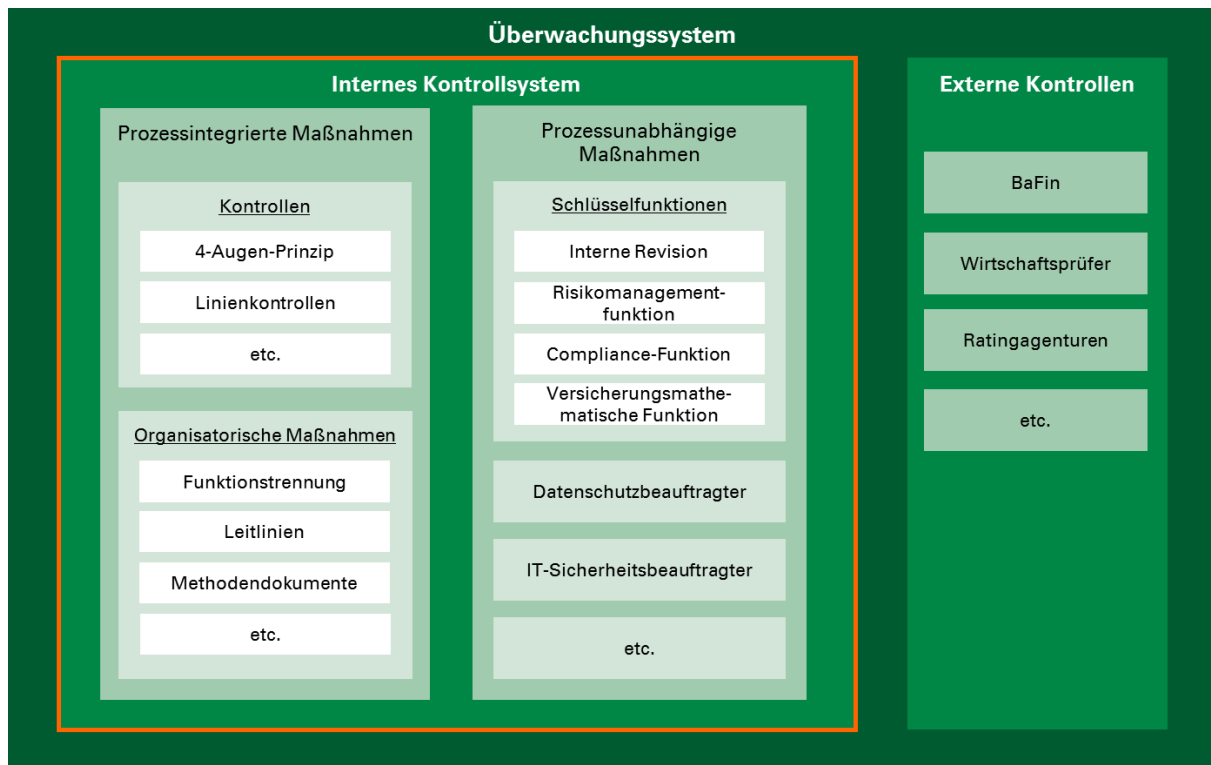 Überwachungssystem
Internes Kontrollsystem
Prozessintegrierte Maßnahmen
Kontrollen
4-Augen-Prinzip
Linienkontrollen
etc.
Organisatorische Maßnahmen
Funktionstrennung
Leitlinien
Methodendokumente
etc.
Prozessunabhängige
Maßnahmen
Schlüsselfunktionen
Interne Revision
Risikomanagement-
funktion
Compliance-Funktion
Versicherungsmathe-
matische Funktion
Datenschutzbeauftragter
IT-Sicherheitsbeauftragter
etc.
Externe Kontrollen
BaFin
Wirtschaftsprüfer
Ratingagenturen
etc.